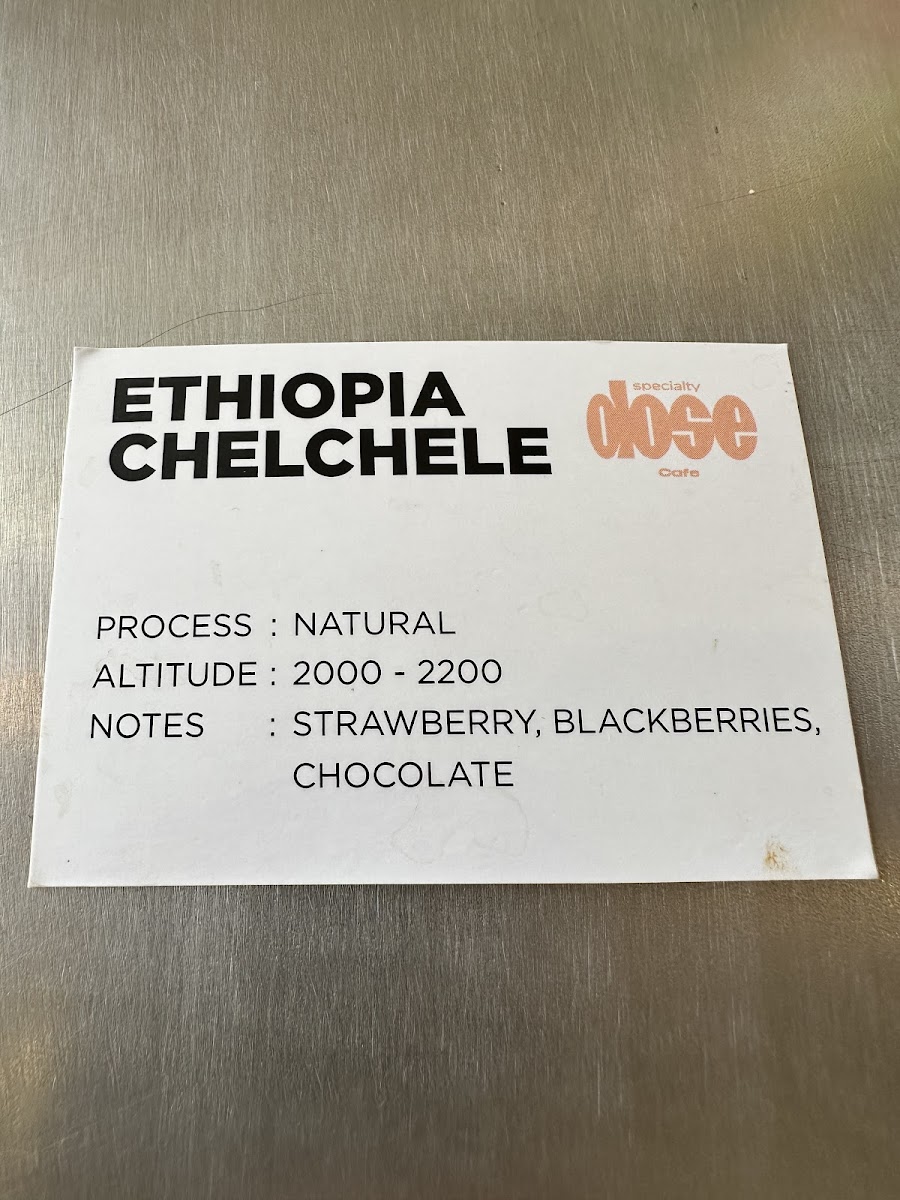 ETHIOPIA
CHELCHELE
specialty
dose
Cafe
PROCESS : NATURAL
ALTITUDE : 2000 - 2200
NOTES : STRAWBERRY, BLACKBERRIES,
CHOCOLATE